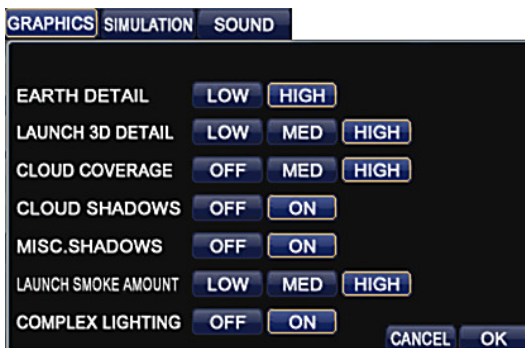 GRAPHICS SIMULATION SOUND
EARTH DETAIL LOW HIGH
LAUNCH 3D DETAIL LOW MED HIGH
CLOUD COVERAGE OFF MED HIGH
CLOUD SHADOWS OFF ON
MISC.SHADOWS OFF ON
LAUNCH SMOKE AMOUNT LOW MED HIGH
COMPLEX LIGHTING OFF ON
CANCEL OK